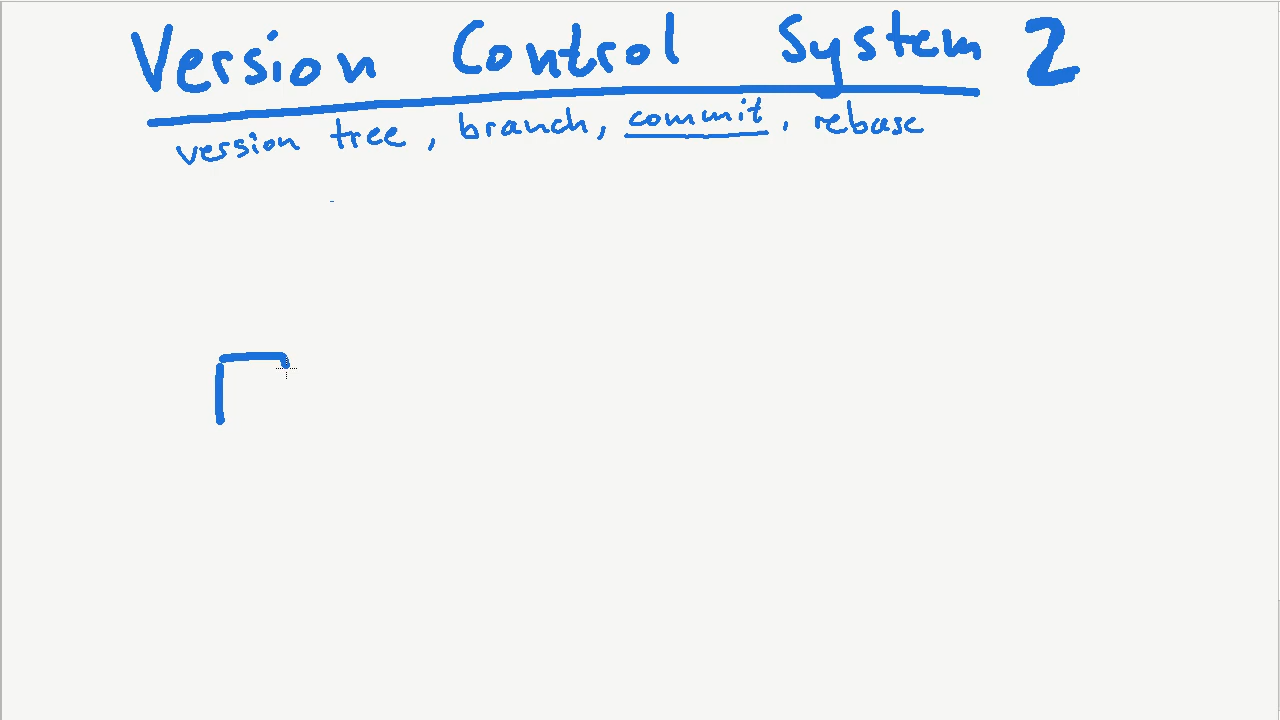 Version Control System 2
version tree, branch, commit, rebase